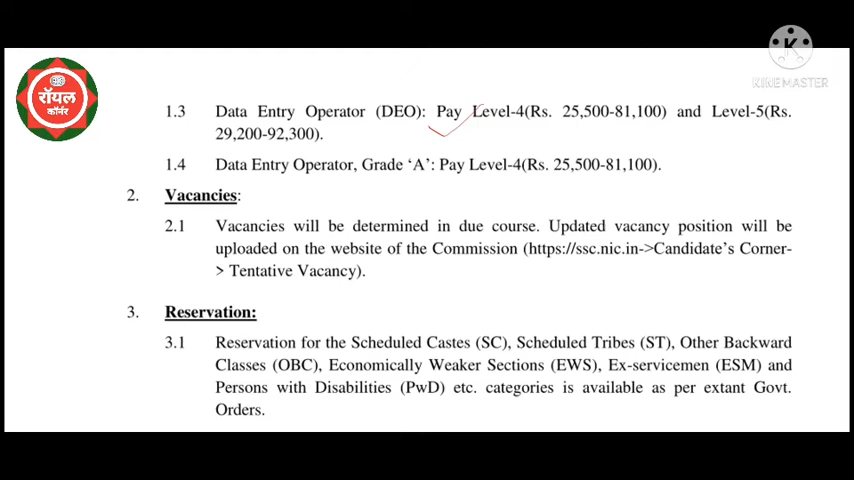 K
KINEMASTER
रॉयल
कॉर्नर
1.3 Data Entry Operator (DEO): Pay Level-4(Rs. 25,500-81,100) and Level-5(Rs.
29,200-92,300).
1.4 Data Entry Operator, Grade ‘A’: Pay Level-4(Rs. 25,500-81,100).
2. Vacancies:
2.1 Vacancies will be determined in due course. Updated vacancy position will be
uploaded on the website of the Commission (https://ssc.nic.in->Candidate’s Corner-
> Tentative Vacancy).
3. Reservation:
3.1 Reservation for the Scheduled Castes (SC), Scheduled Tribes (ST), Other Backward
Classes (OBC), Economically Weaker Sections (EWS), Ex-servicemen (ESM) and
Persons with Disabilities (PwD) etc. categories is available as per extant Govt.
Orders.